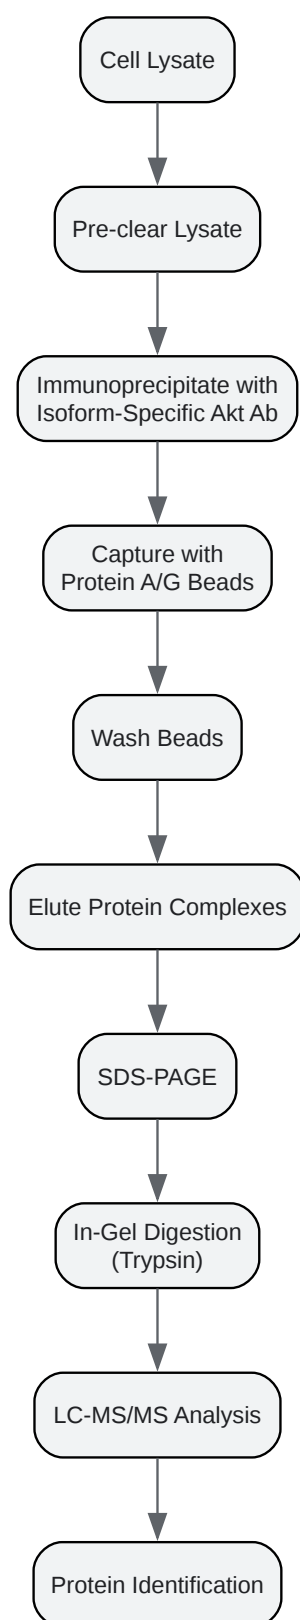 Cell Lysate
Pre-clear Lysate
Immunoprecipitate with
Isoform-Specific Akt Ab
Capture with
Protein A/G Beads
Wash Beads
Elute Protein Complexes
SDS-PAGE
In-Gel Digestion
(Trypsin)
LC-MS/MS Analysis
Protein Identification